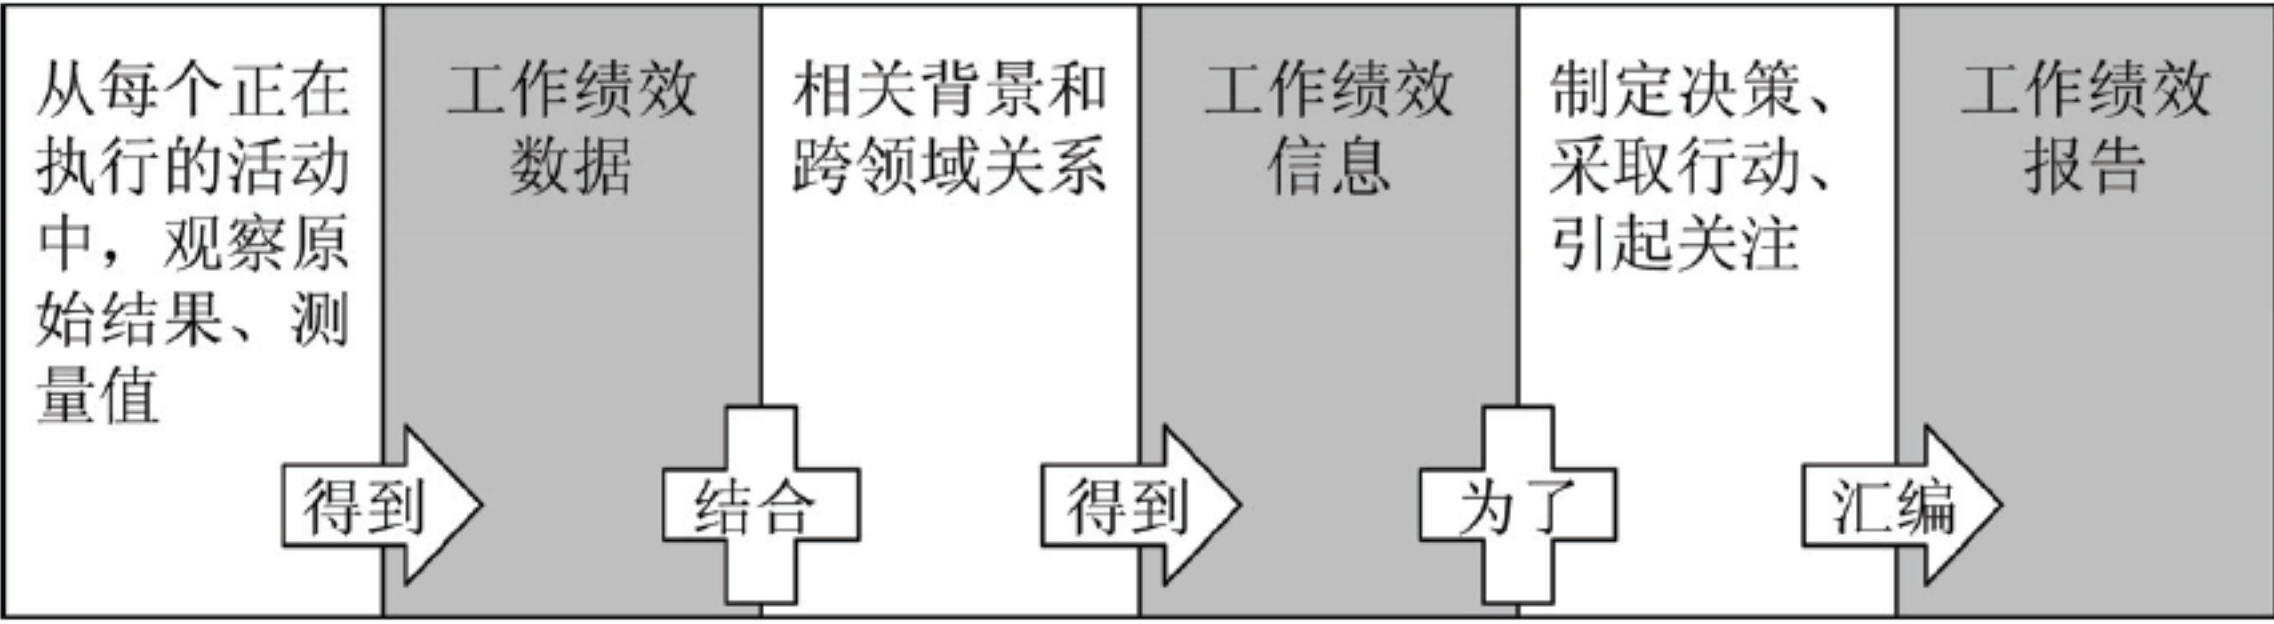 从每个正在
执行的活动
中，观察原
始结果、测
量值
得到
工作绩效
数据
结合
相关背景和
跨领域关系
得到
工作绩效
信息
为了
制定决策、
采取行动、
引起关注
汇编
工作绩效
报告